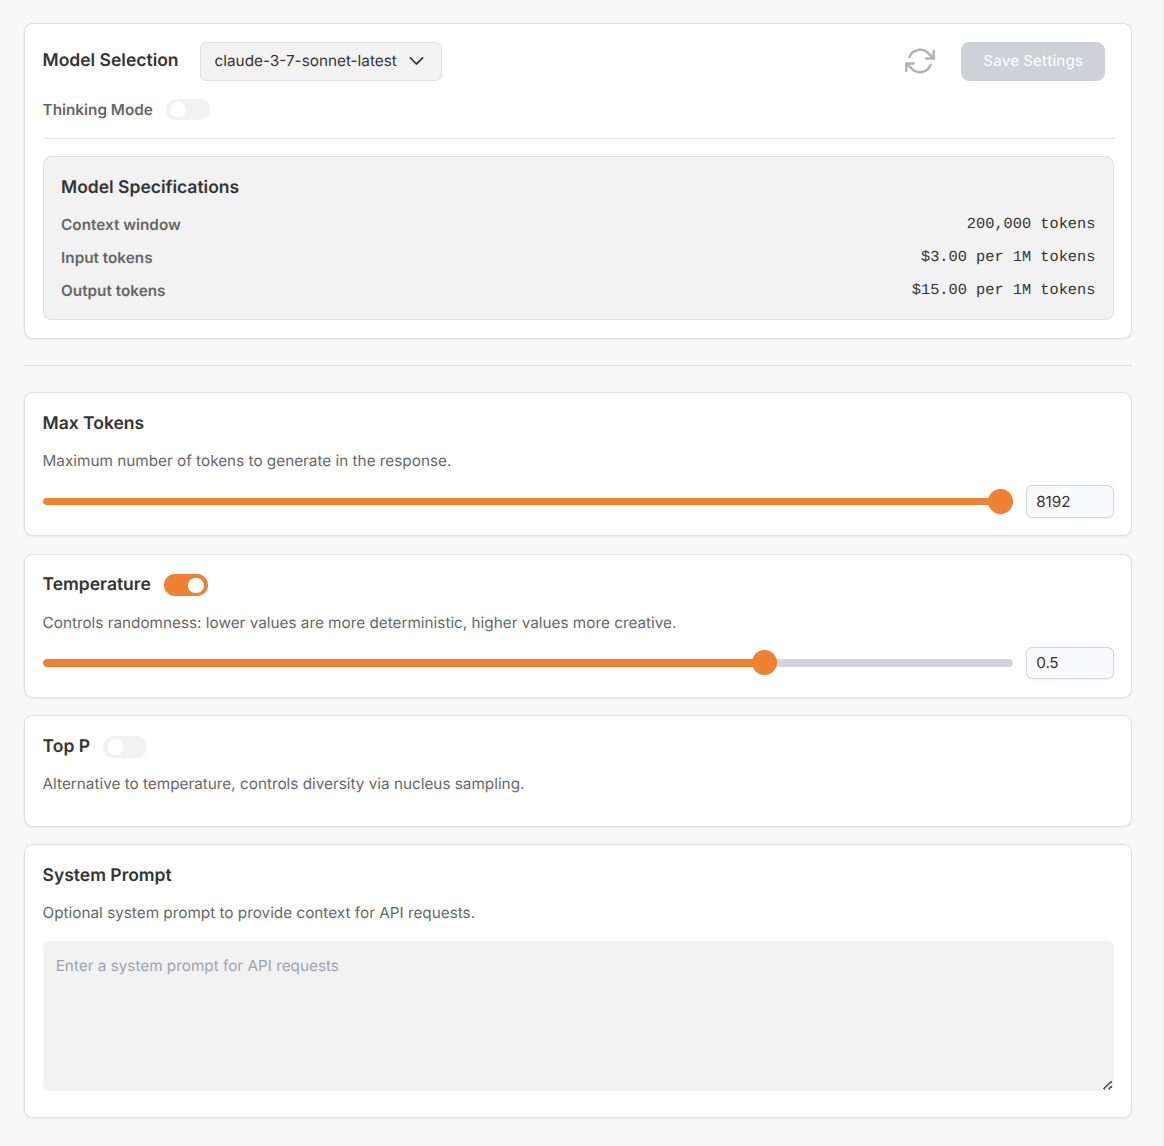 Model Selection
claude-3-7-sonnet-latest
Save Settings
Thinking Mode
Model Specifications
Context window 200,000 tokens
Input tokens $3.00 per 1M tokens
Output tokens $15.00 per 1M tokens
Max Tokens
Maximum number of tokens to generate in the response.
8192
Temperature
Controls randomness: lower values are more deterministic, higher values more creative.
0.5
Top P
Alternative to temperature, controls diversity via nucleus sampling.
System Prompt
Optional system prompt to provide context for API requests.
Enter a system prompt for API requests